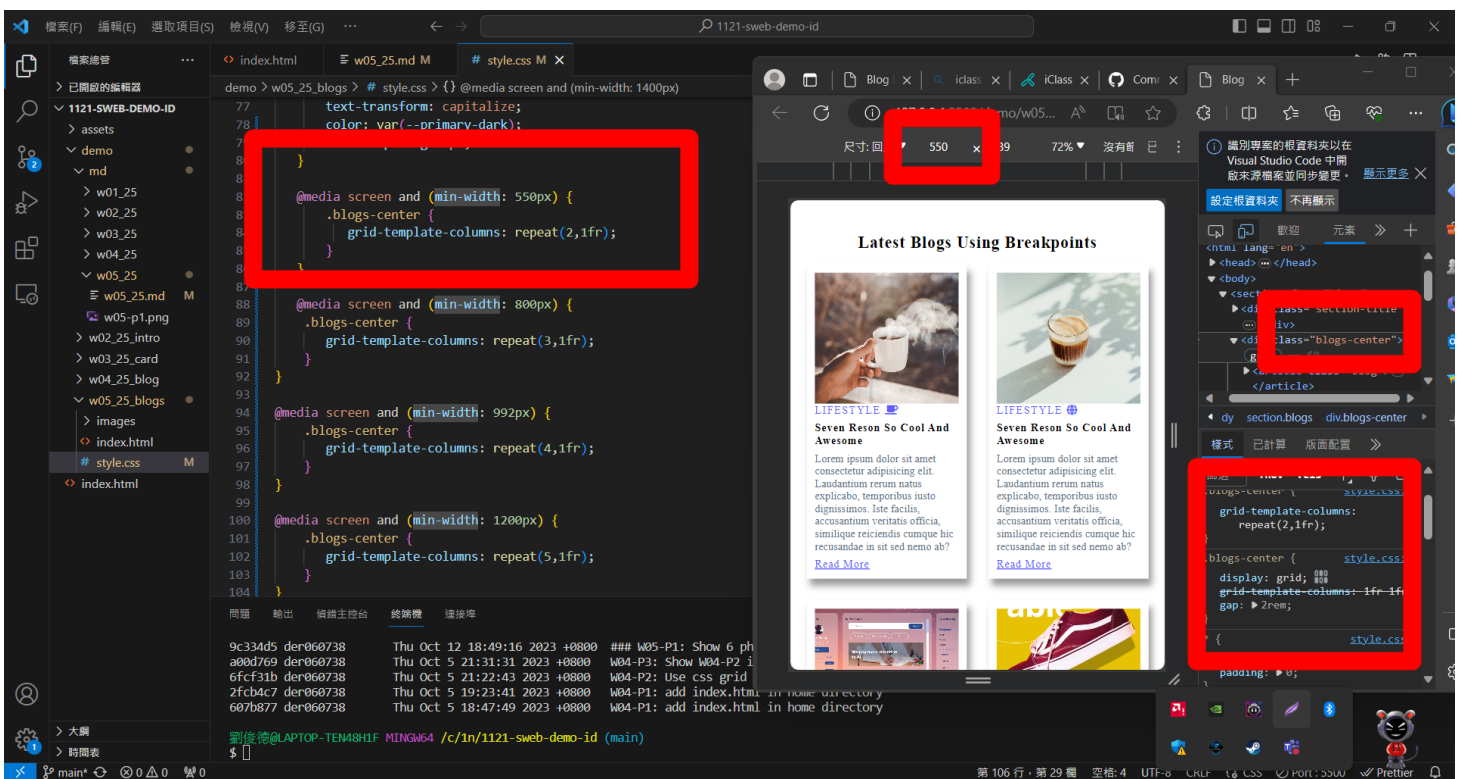 檔案(F) 編輯(E) 選取項目(S) 檢視(V) 移至(G) ···
1121-sweb-demo-id
檔案總管
已開啟的編輯器
1121-SWEB-DEMO-ID
assets
demo
md
w01_25
w02_25
w03_25
w04_25
w05_25
w05_25.md M
w05-p1.png
w02_25_intro
w03_25_card
w04_25_blog
w05_25_blogs
images
index.html
style.css M
index.html
大綱
時間表
index.html
w05_25.md M
# style.css M
demo > w05_25_blogs > # style.css > {} @media screen and (min-width: 1400px)
77 text-transform: capitalize;
78 color: var(--primary-dark);
}
@media screen and (min-width: 550px) {
.blogs-center {
grid-template-columns: repeat(2,1fr);
}
87
88 @media screen and (min-width: 800px) {
89 .blogs-center {
90 grid-template-columns: repeat(3,1fr);
91 }
92 }
93
94 @media screen and (min-width: 992px) {
95 .blogs-center {
96 grid-template-columns: repeat(4,1fr);
97 }
98 }
99
100 @media screen and (min-width: 1200px) {
101 .blogs-center {
102 grid-template-columns: repeat(5,1fr);
103 }
104 }
問題 輸出 偵錯主控台 終端機 連接埠
9c334d5 der060738 Thu Oct 12 18:49:16 2023 +0800 ### W05-P1: Show 6 ph
a00d769 der060738 Thu Oct 5 21:31:31 2023 +0800 W04-P3: Show W04-P2 i
6fcf31b der060738 Thu Oct 5 21:22:43 2023 +0800 W04-P2: Use css grid
2fcb4c7 der060738 Thu Oct 5 19:23:41 2023 +0800 W04-P1: add index.html in home directory
607b877 der060738 Thu Oct 5 18:47:49 2023 +0800 W04-P1: add index.html in home directory
劉俊德@LAPTOP-TEN48H1F MINGW64 /c/1n/1121-sweb-demo-id (main)
$
Blog
iclass
iClass
Com
Blog
尺寸: 回 550 × 39 72% 沒有節
Latest Blogs Using Breakpoints
LIFESTYLE
Seven Reson So Cool And
Awesome
Lorem ipsum dolor sit amet
consectetur adipisicing elit.
Laudantium rerum natus
explicabo, temporibus iusto
dignissimos. Iste facilis,
accusantium veritatis officia,
similique reiciendis cumque hic
recusandae in sit sed nemo ab?
Read More
LIFESTYLE
Seven Reson So Cool And
Awesome
Lorem ipsum dolor sit amet
consectetur adipisicing elit.
Laudantium rerum natus
explicabo, temporibus iusto
dignissimos. Iste facilis,
accusantium veritatis officia,
similique reiciendis cumque hic
recusandae in sit sed nemo ab?
Read More
識別專案的根資料夾以在
Visual Studio Code 中開
啟來源檔案並同步變更。 顯示更多
設定根資料夾 不再顯示
歡迎 元素
<html lang="en">
<head> ··· </head>
<body>
class="section-title
class="blogs-center">
</article>
dy section.blogs div.blogs-center
樣式 已計算 版面配置
.blogs-center { style.css:
grid-template-columns:
repeat(2,1fr);
.blogs-center { style.css:
display: grid;
grid-template-columns: 1fr 1f
gap: 2rem;
* { style.css
padding: 0;
main* 0 0 0 第 106 行，第 29 欄 空格: 4 UTF-8 CRLF CSS Port : 5500 Prettier